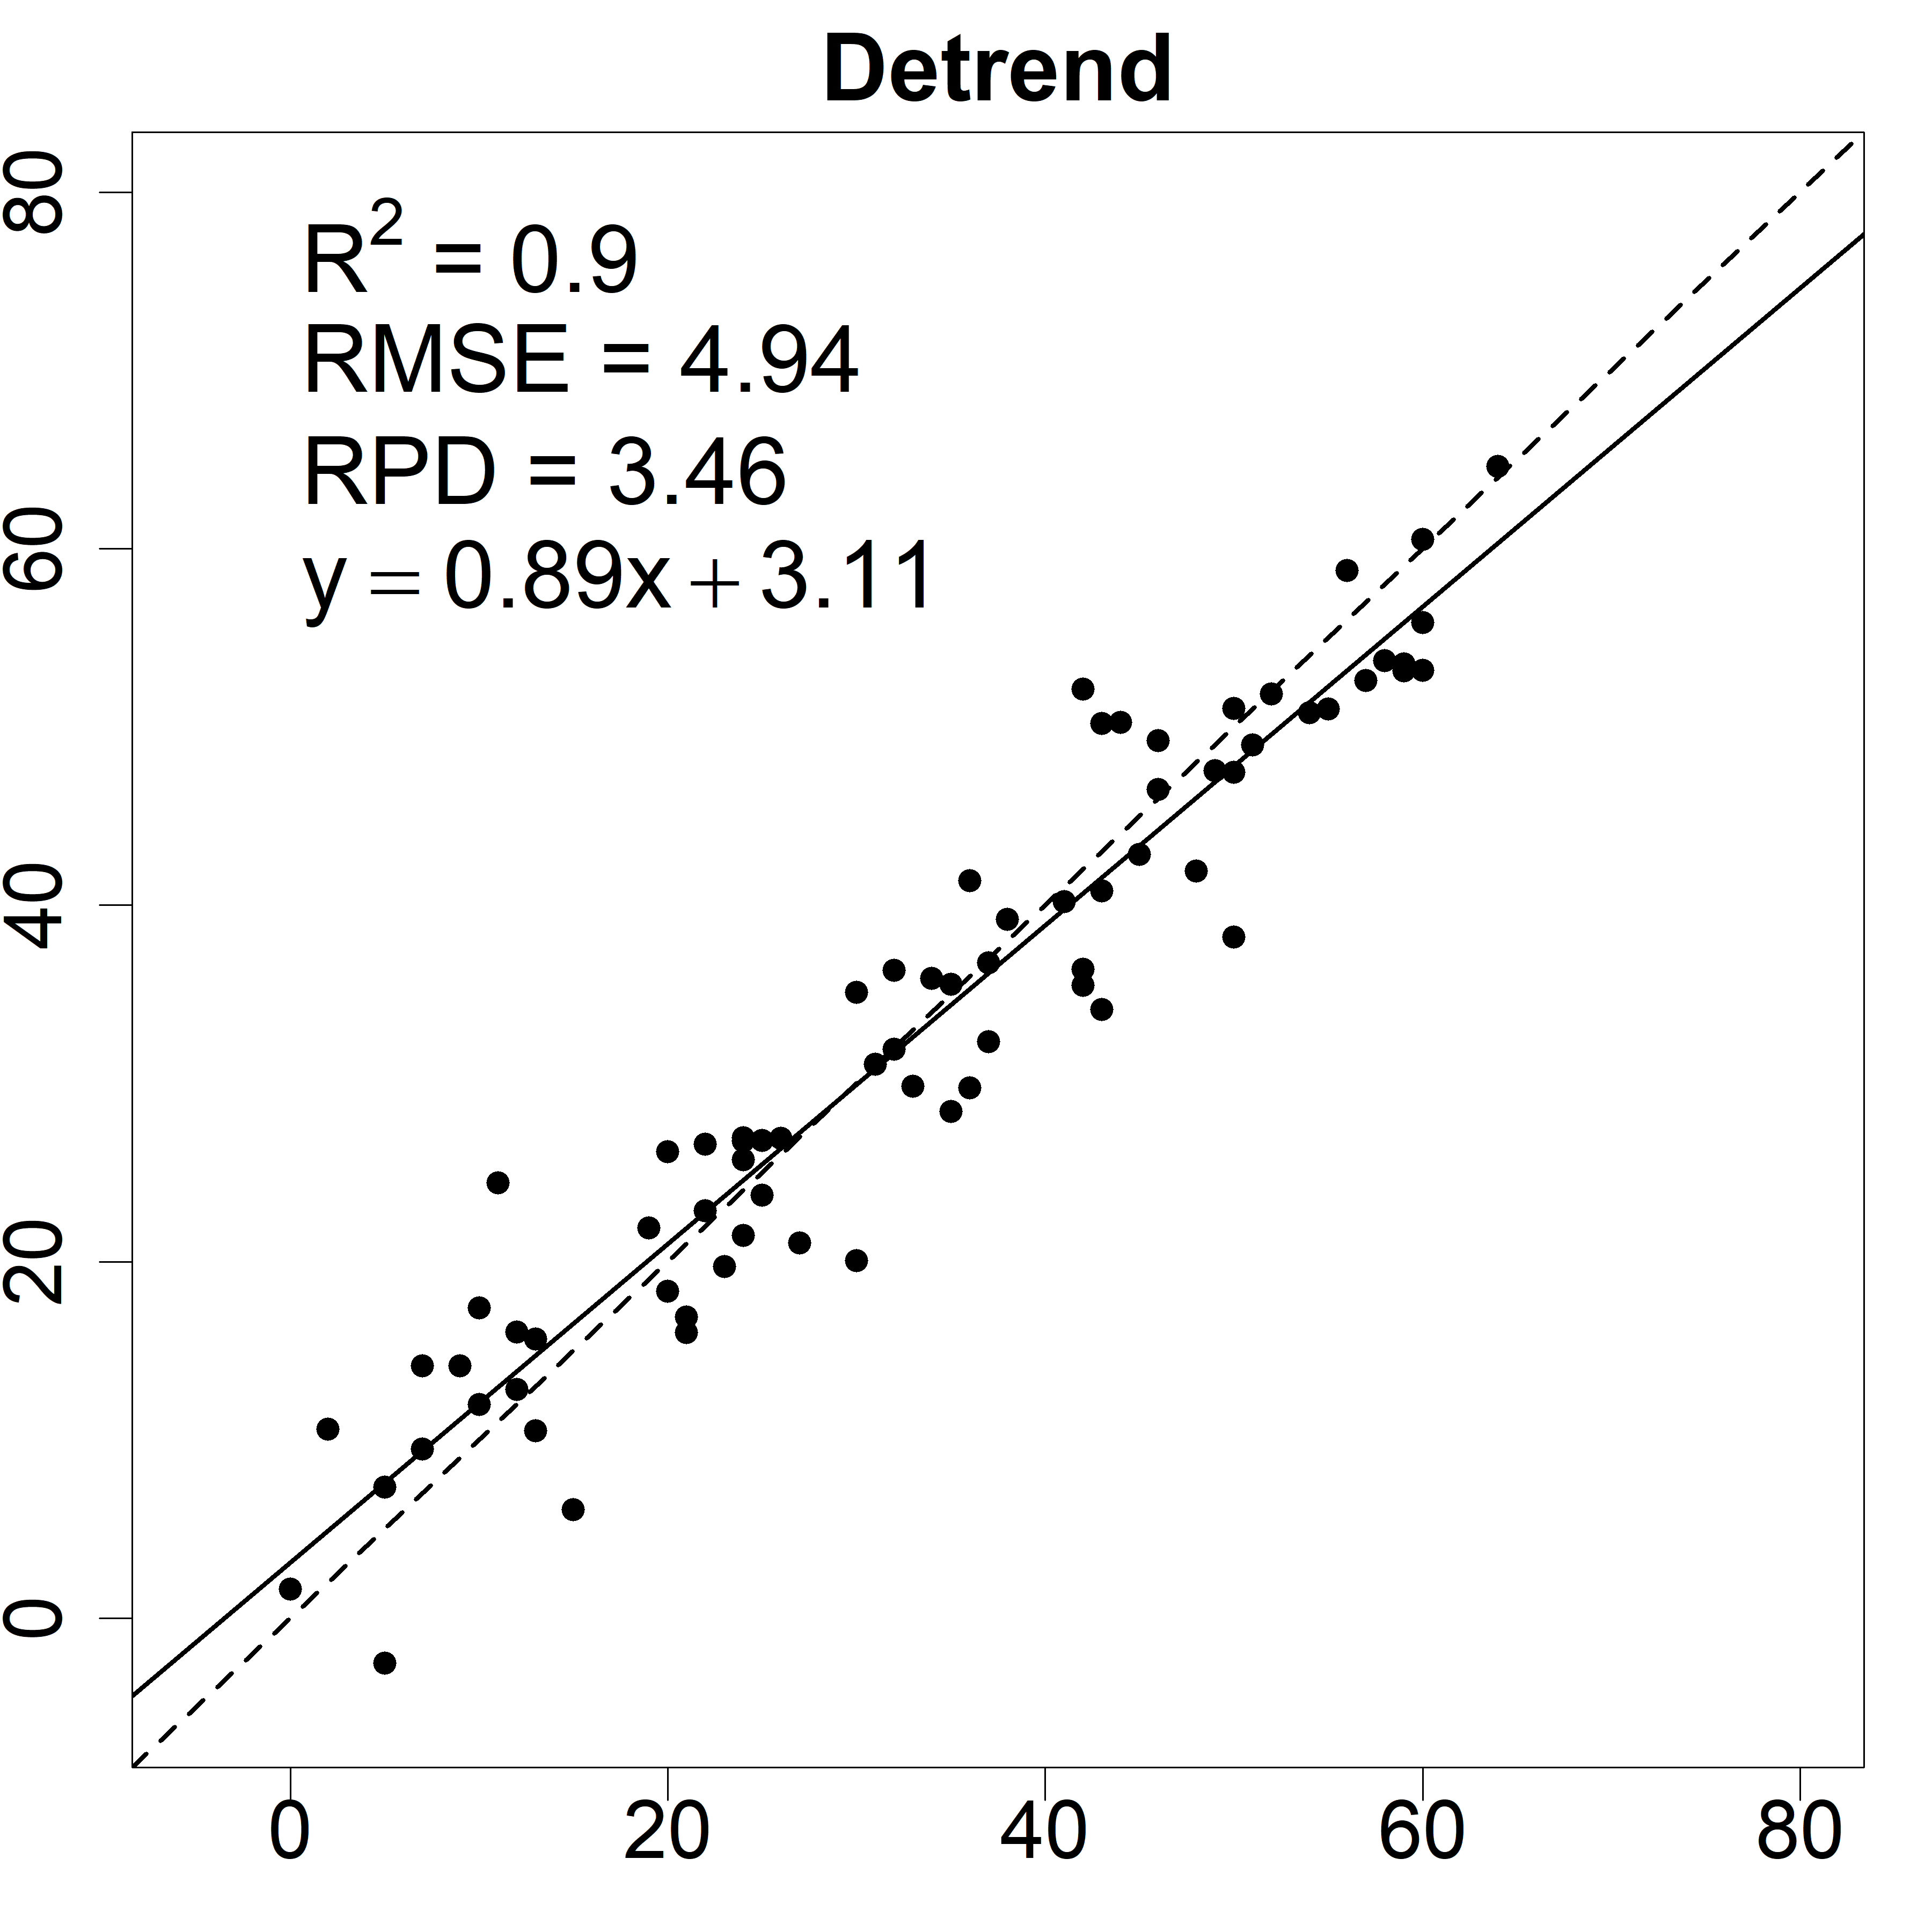 Detrend
R² = 0.9
RMSE = 4.94
RPD = 3.46
y = 0.89x + 3.11
80
60
40
20
0
0 20 40 60 80